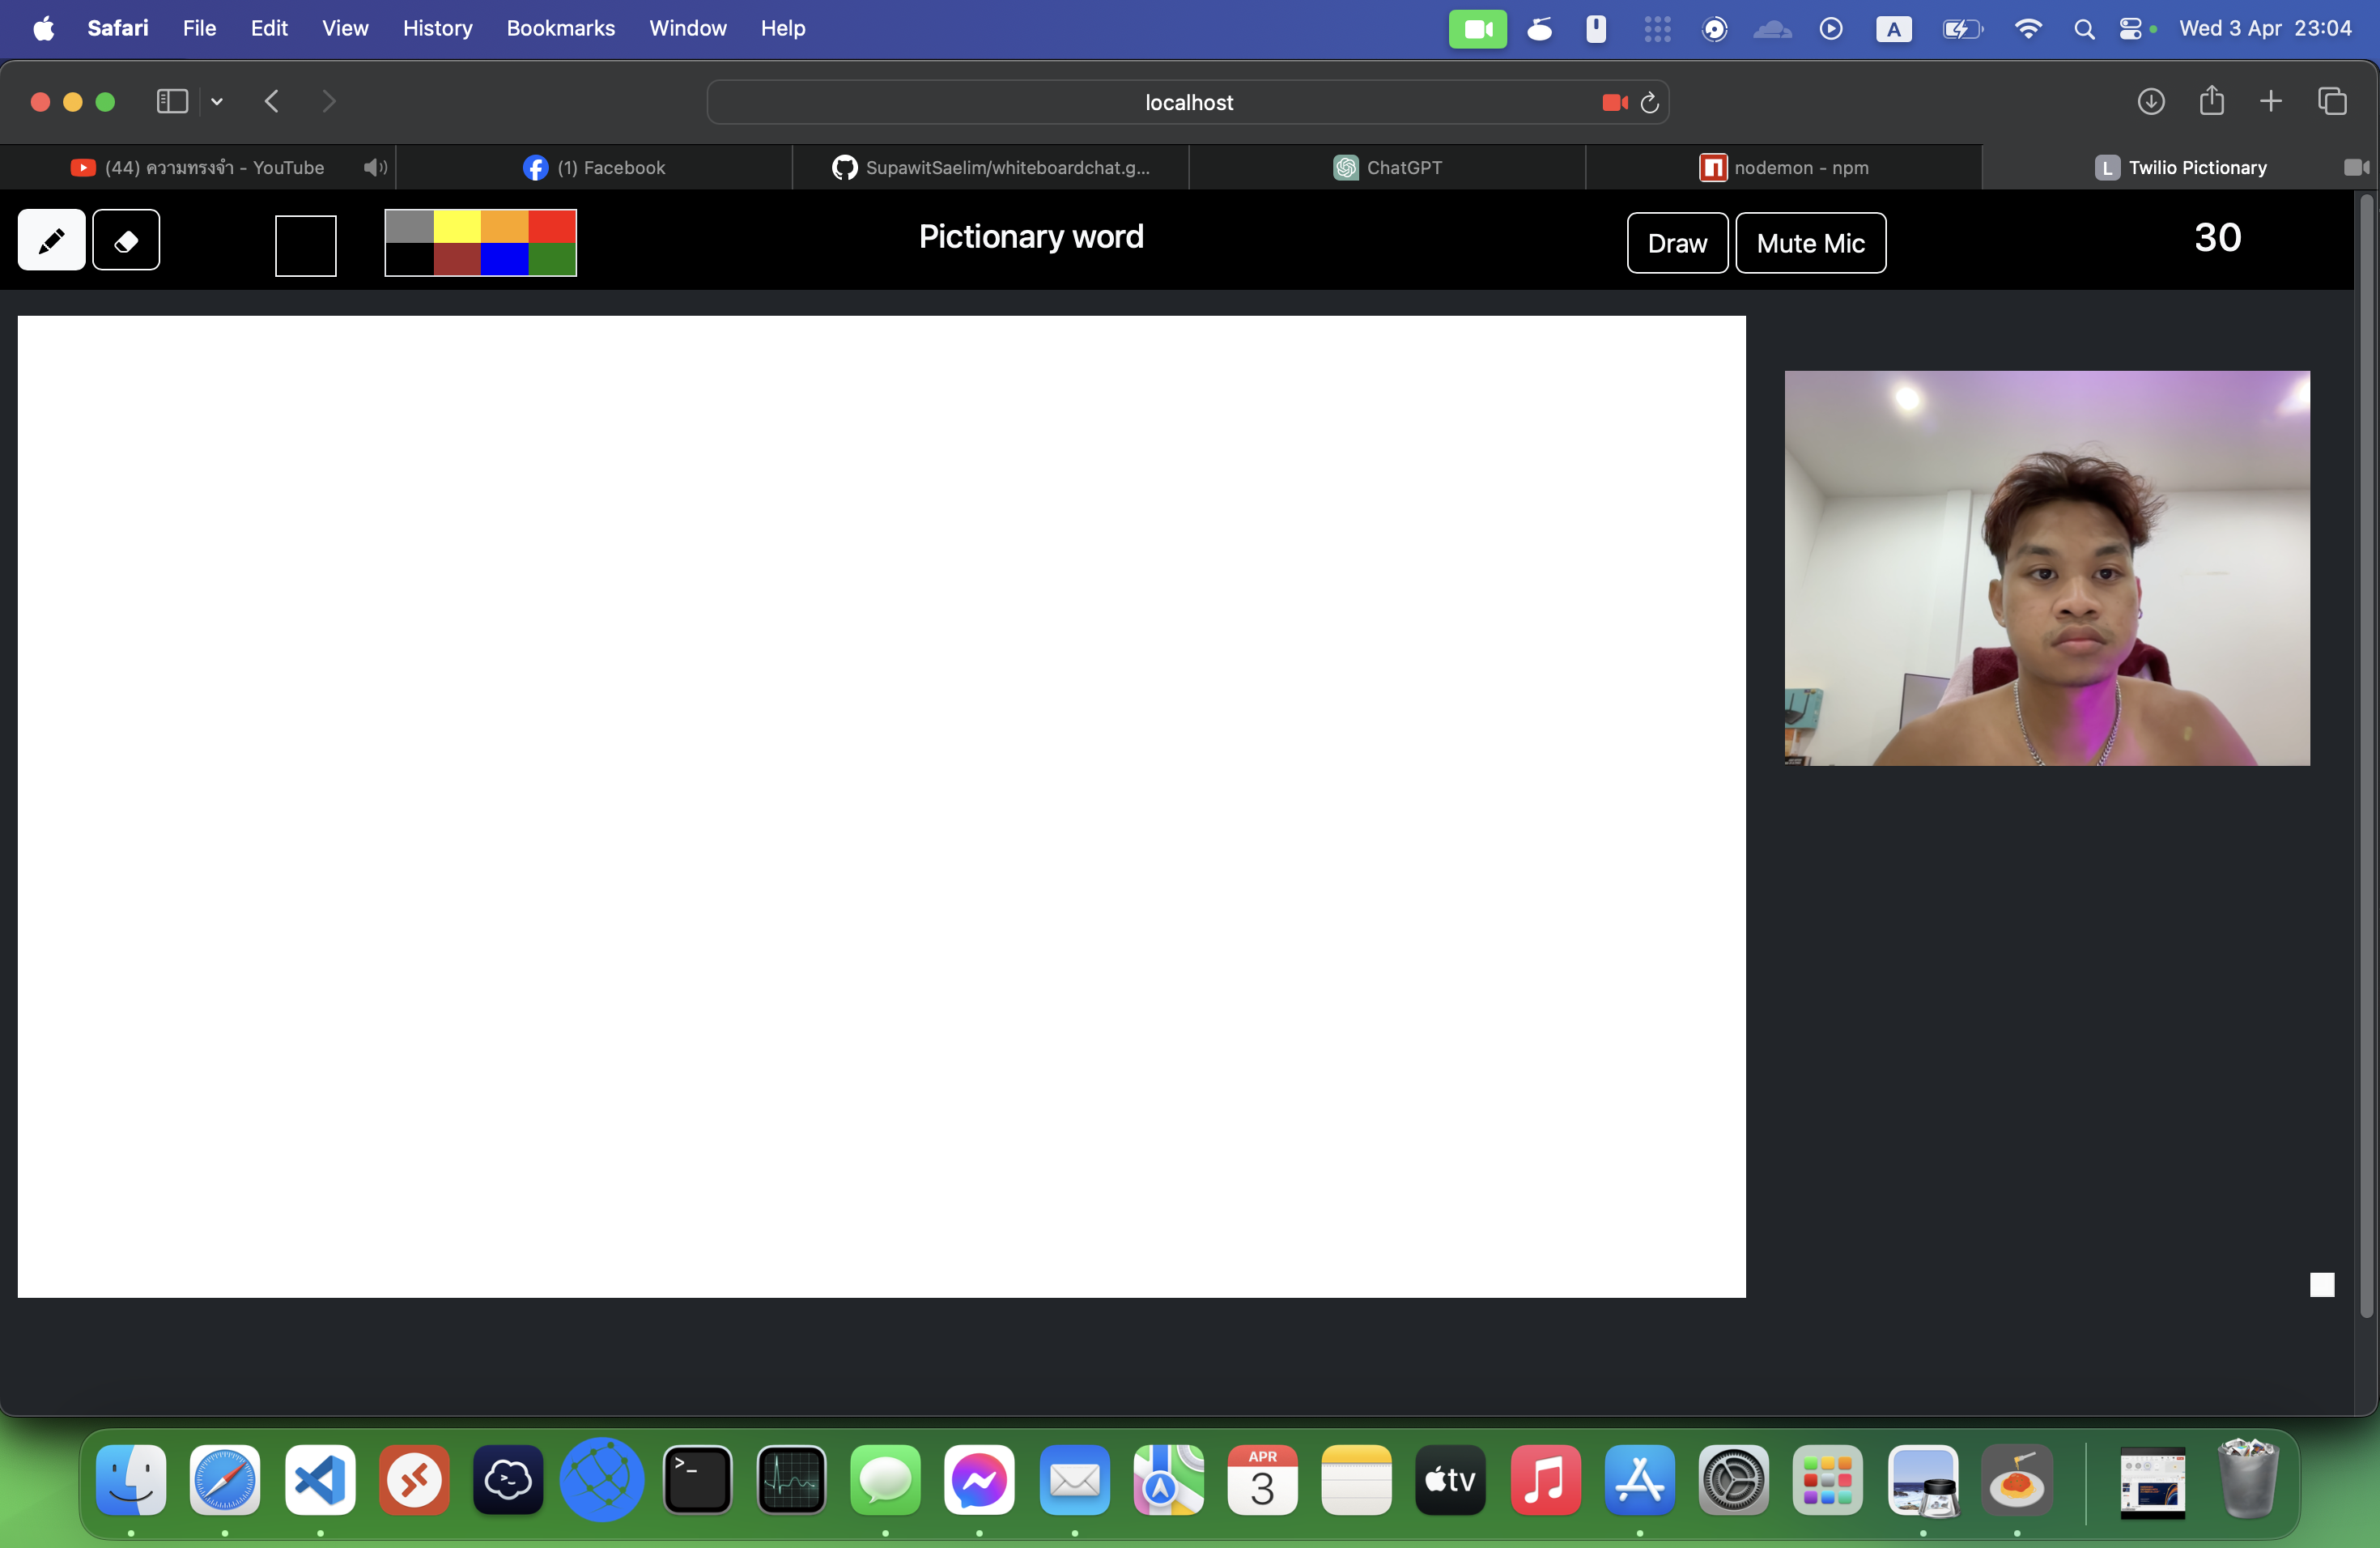 Safari File Edit View History Bookmarks Window Help A Wed 3 Apr 23:04
localhost
(44) ความทรงจำ - YouTube (1) Facebook SupawitSaelim/whiteboardchat.g... ChatGPT nodemon - npm L Twilio Pictionary
Pictionary word Draw Mute Mic 30
APR
3
tv